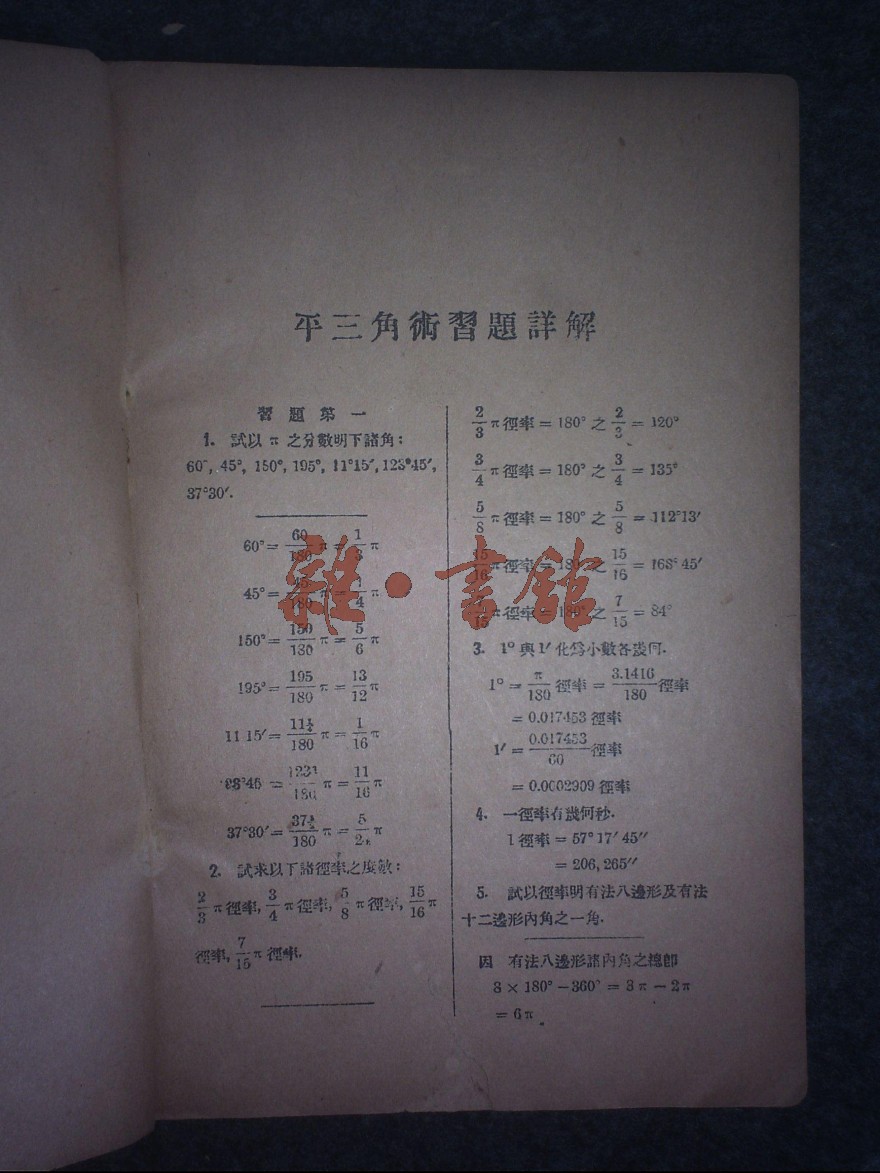 平三角術習題詳解
習題第一
1. 試以 π 之分數明下諸角:
60°, 45°, 150°, 195°, 11°15′, 123°45′,
37°30′.
60° = 60/180 π = 1/3 π
45° = 45/180 π = 1/4 π
150° = 150/180 π = 5/6 π
195° = 195/180 π = 13/12 π
11 15′ = 11¼/180 π = 1/16 π
π = 11/16 π
37°30′ = 37½/180 π = 5/2 π
2. 試求以下諸徑率之度數:
2/3 π徑率, 3/4 π徑率, 5/8 π徑率, 15/16 π
徑率, 7/15 π徑率.
2/3 π徑率 = 180° 之 2/3 = 120°
3/4 π徑率 = 180° 之 3/4 = 135°
5/8 π徑率 = 180° 之 5/8 = 112°13′
15/16 π徑率 = 180° 之 15/16 = 168° 45′
π徑率 = 180° 之 7/15 = 84°
3. 1° 與 1′ 化爲小數各幾何.
1° = π/180 徑率 = 3.1416/180 徑率
= 0.017453 徑率
1′ = 0.017453/60 徑率
= 0.0002909 徑率
4. 一徑率有幾何秒.
1徑率 = 57° 17′ 45″
= 206,265″
5. 試以徑率明有法八邊形及有法
十二邊形內角之一角.
因 有法八邊形諸內角之總即
8 × 180° − 360° = 8π − 2π
= 6π
雜·書館